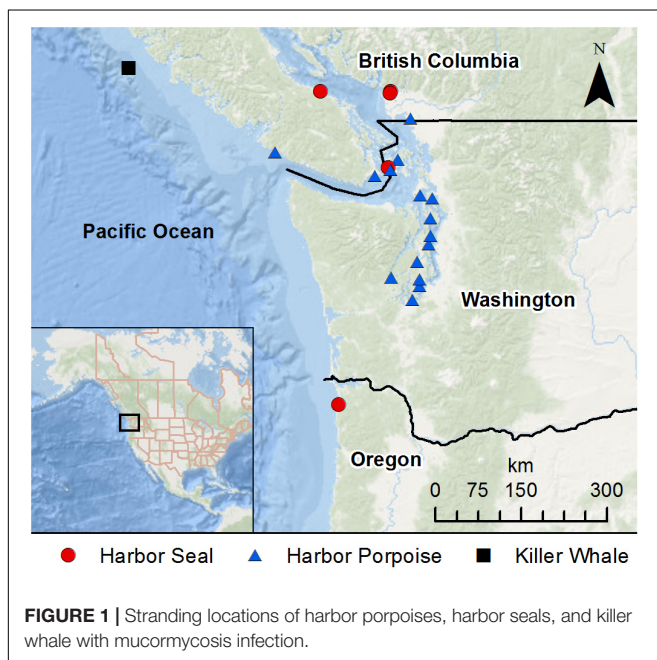 British Columbia
N
Pacific Ocean
Washington
Oregon
km
0 75 150 300
Harbor Seal Harbor Porpoise Killer Whale
FIGURE 1 | Stranding locations of harbor porpoises, harbor seals, and killer
whale with mucormycosis infection.